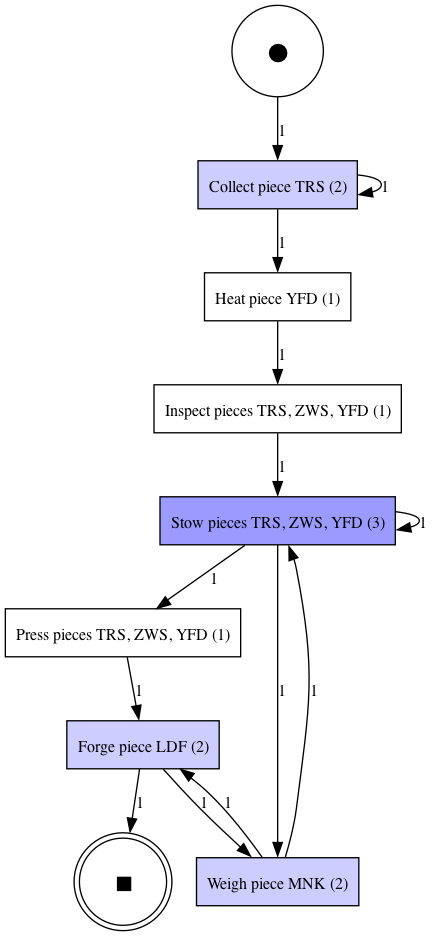 1
Collect piece TRS (2)
1
1
Heat piece YFD (1)
1
Inspect pieces TRS, ZWS, YFD (1)
1
Stow pieces TRS, ZWS, YFD (3)
1
1
Press pieces TRS, ZWS, YFD (1)
1
1
1
Forge piece LDF (2)
1
1
1
Weigh piece MNK (2)